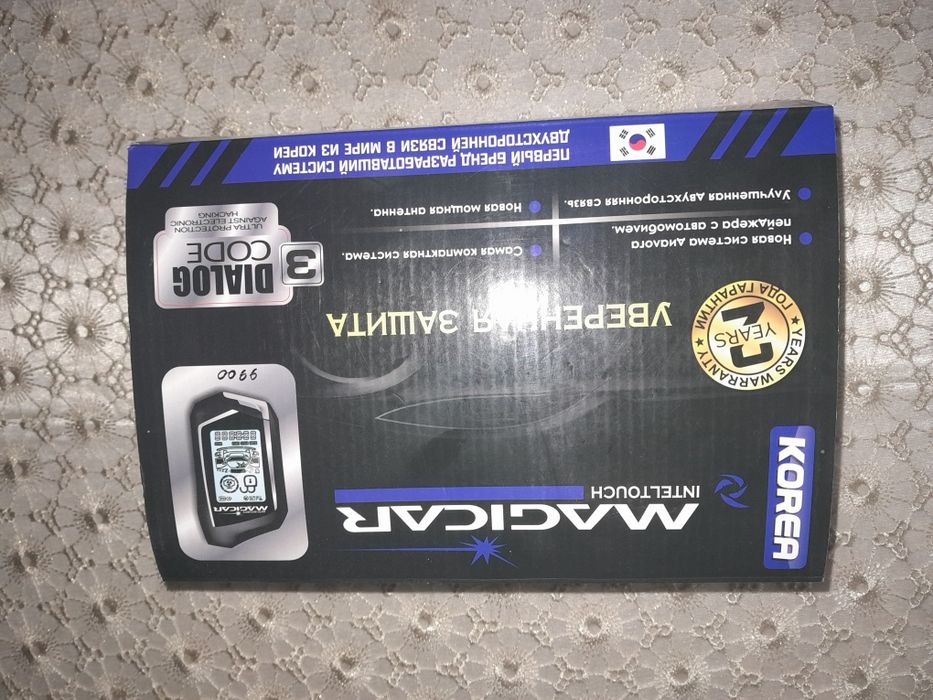 KOREA
MAGICAR
INTELTOUCH
MAGICAR
YEARS WARRANTY
2
YEARS
ГОДА ГАРАНТИИ
УВЕРЕННАЯ ЗАЩИТА
Новая система диалога
пейджера с автомобилем.
Самая компактная система.
Улучшенная двухсторонняя связь.
Новая мощная антенна.
3
DIALOG
CODE
ULTRA PROTECTION
AGAINST ELECTRONIC
HACKING
ПЕРВЫЙ БРЕНД РАЗРАБОТАВШИЙ СИСТЕМУ
ДВУХСТОРОННЕЙ СВЯЗИ В МИРЕ ИЗ КОРЕИ